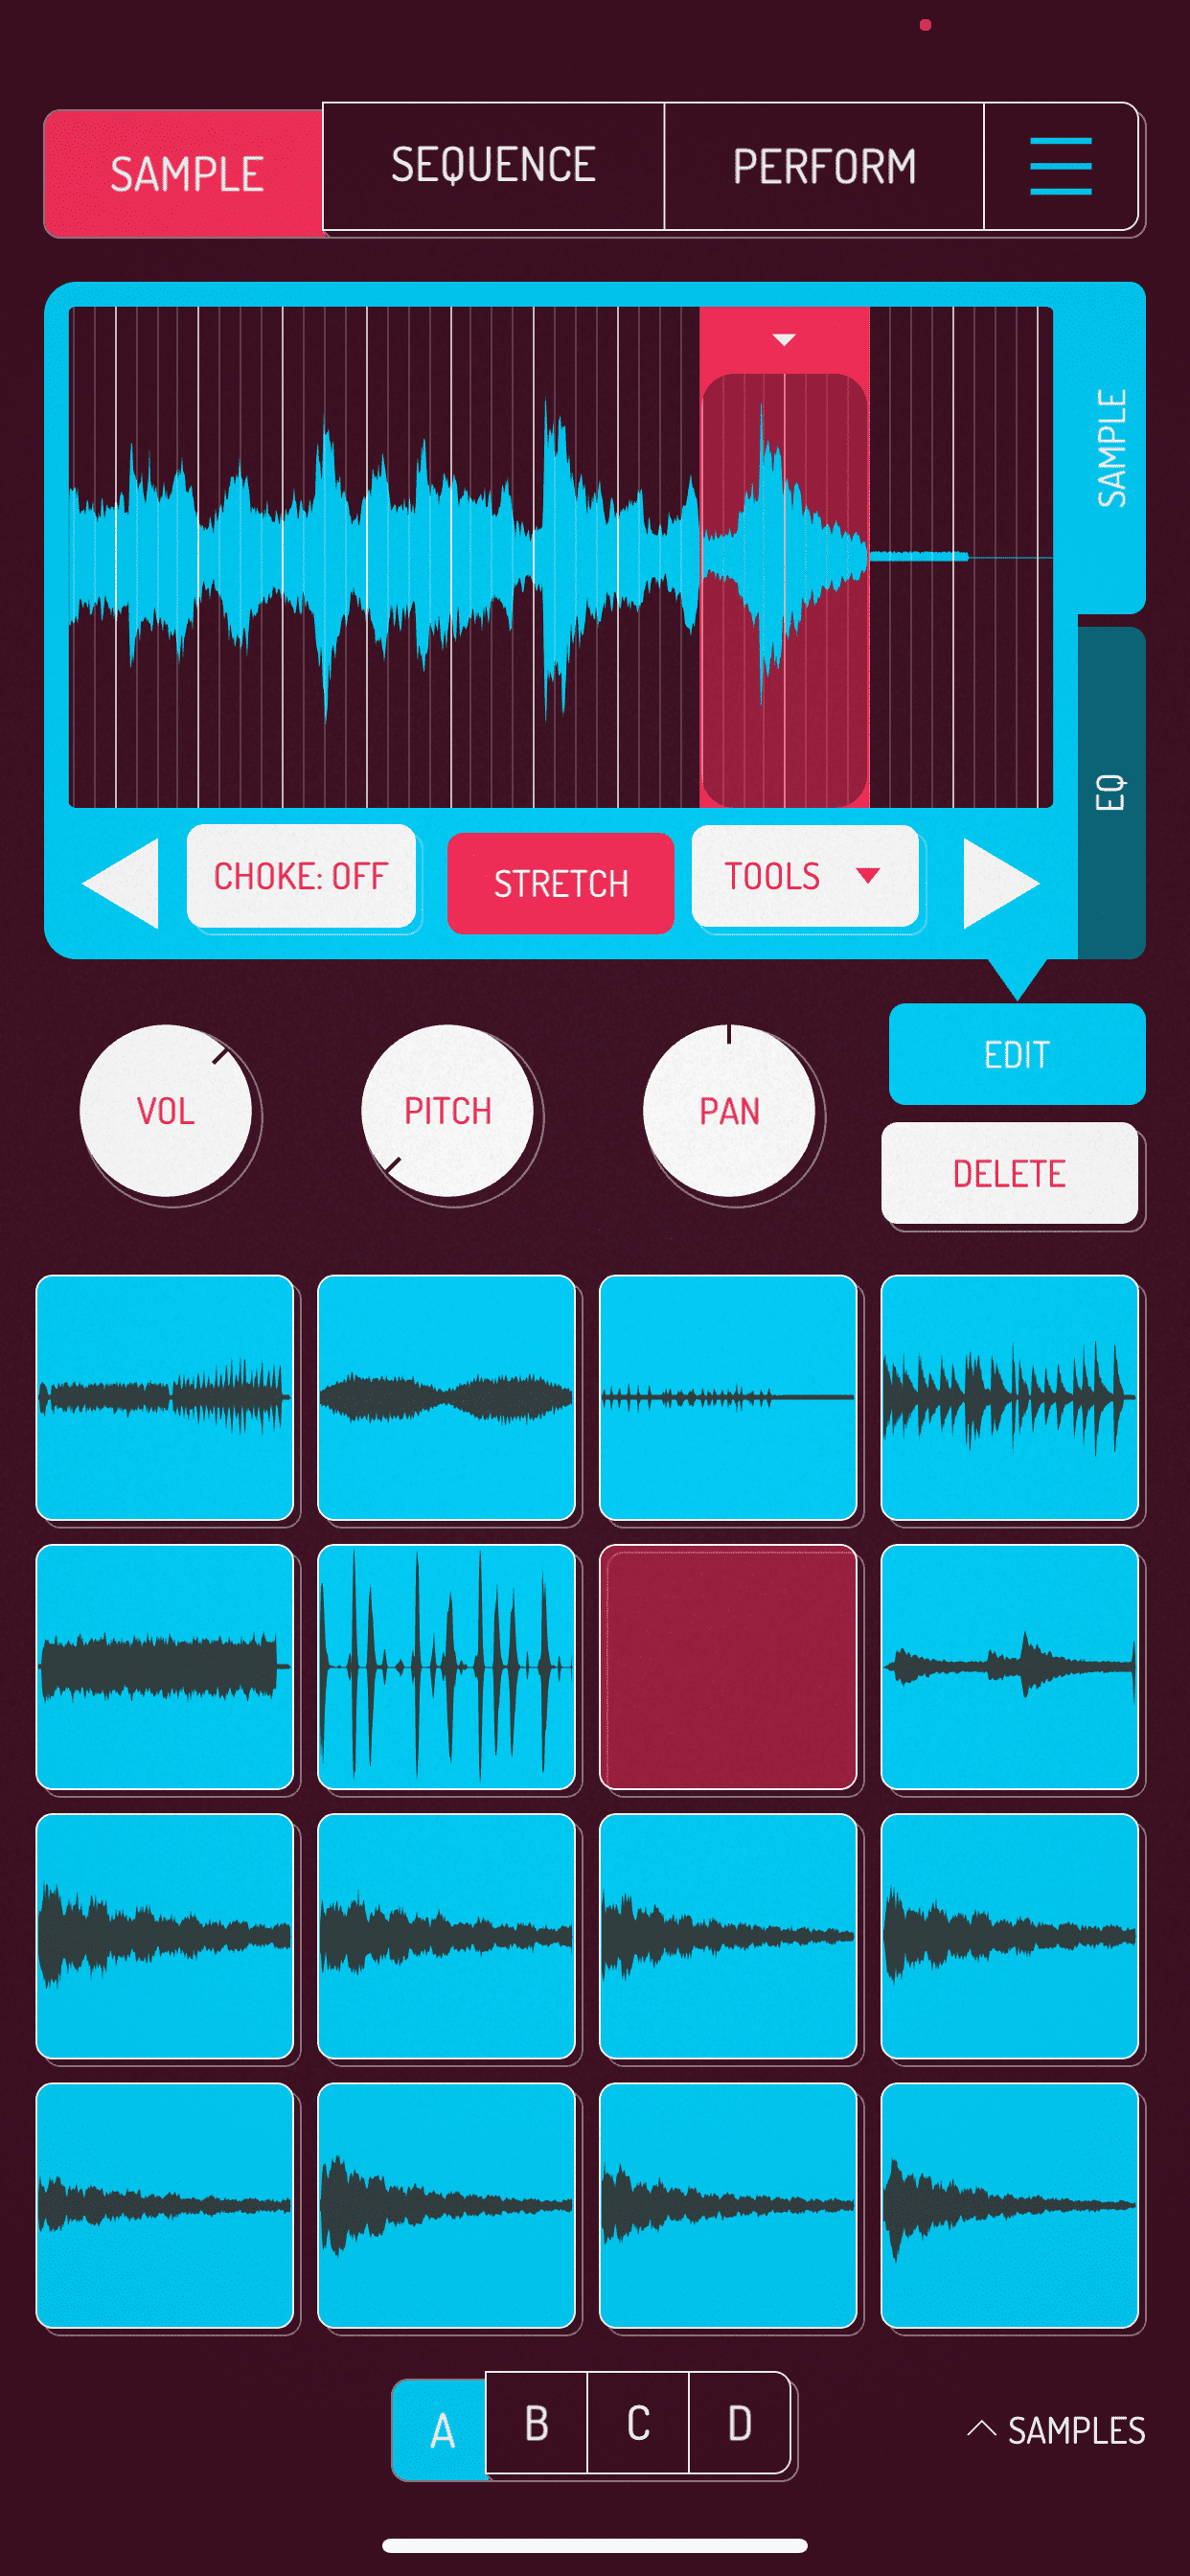 SAMPLE
SEQUENCE
PERFORM
SAMPLE
EQ
CHOKE: OFF
STRETCH
TOOLS
VOL
PITCH
PAN
EDIT
DELETE
A
B
C
D
SAMPLES